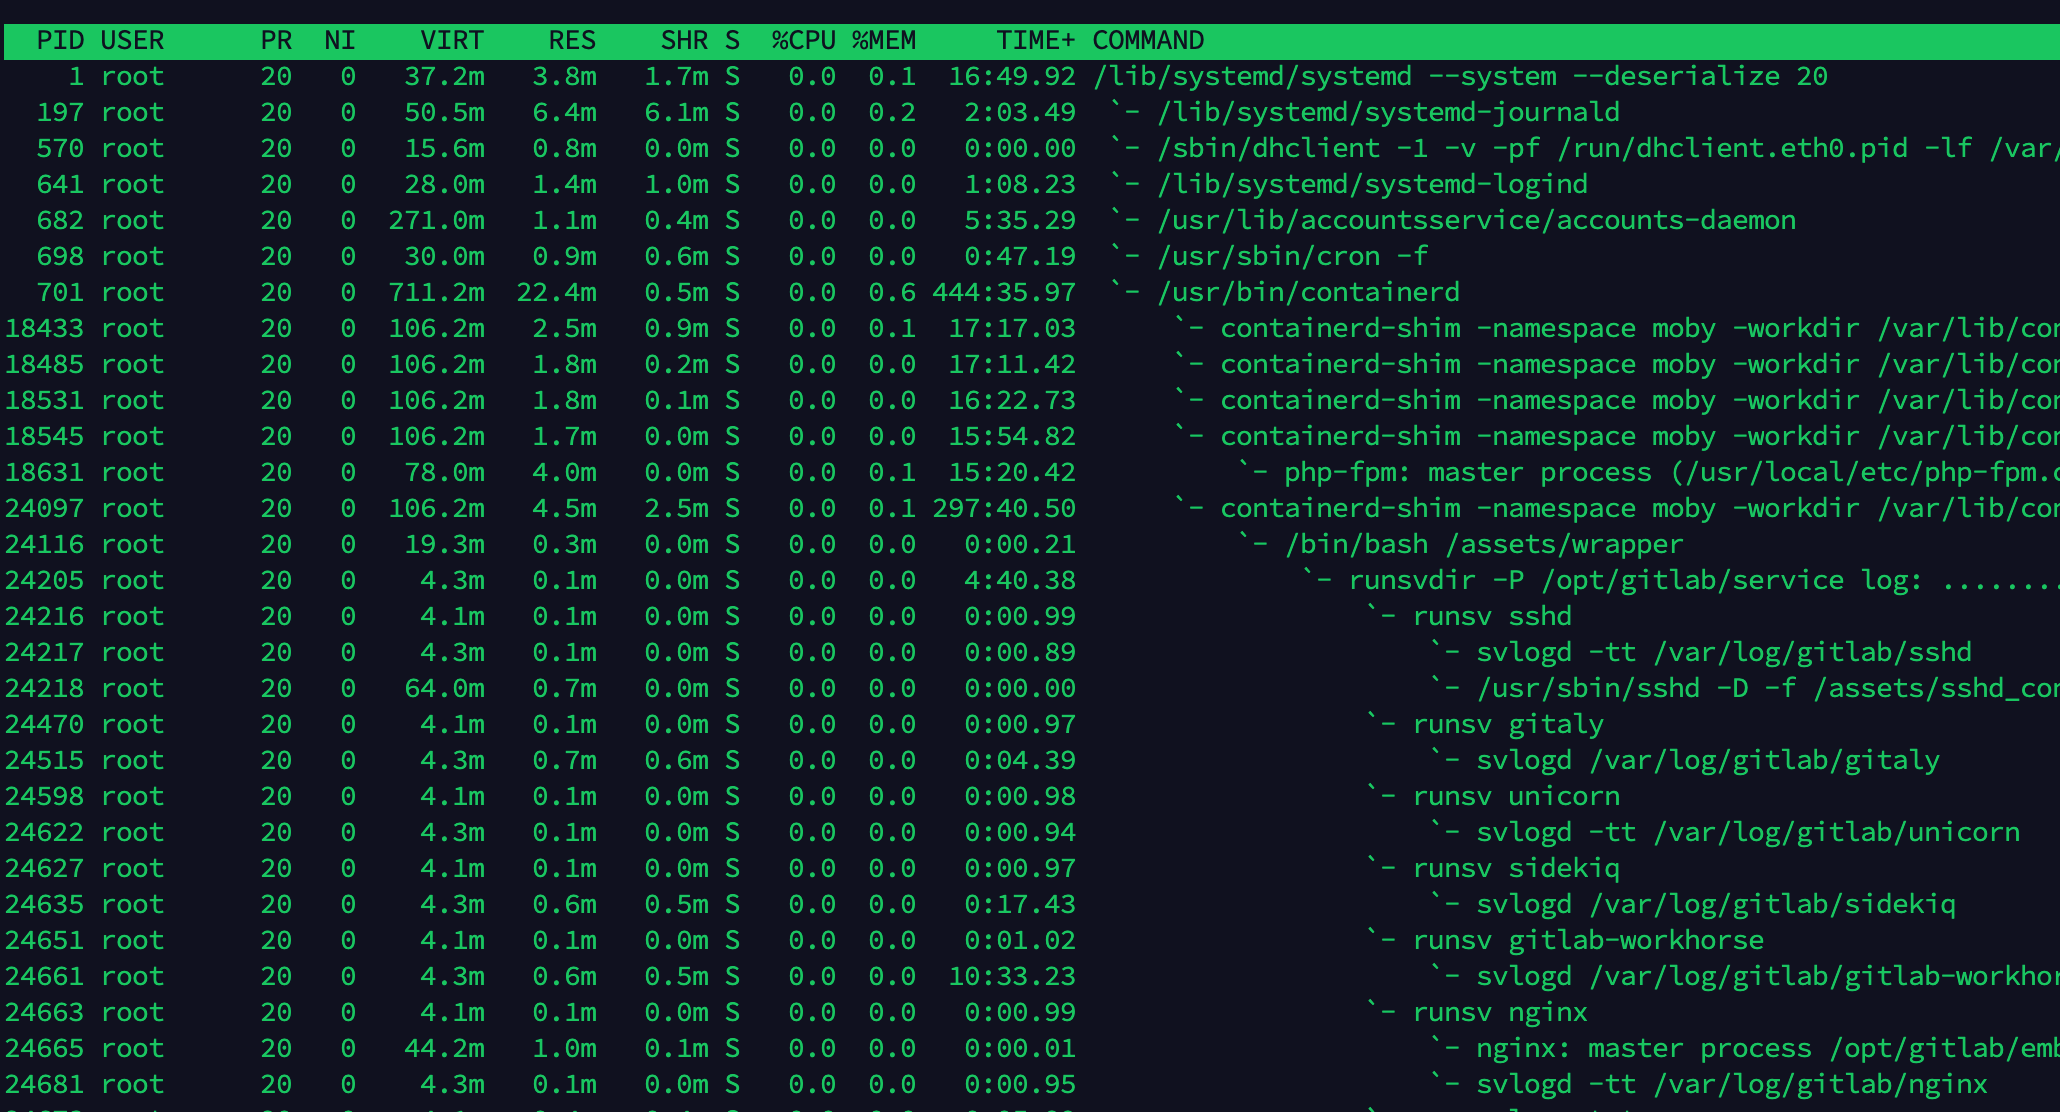 PID USER PR NI VIRT RES SHR S %CPU %MEM TIME+ COMMAND
1 root 20 0 37.2m 3.8m 1.7m S 0.0 0.1 16:49.92 /lib/systemd/systemd --system --deserialize 20
197 root 20 0 50.5m 6.4m 6.1m S 0.0 0.2 2:03.49 `- /lib/systemd/systemd-journald
570 root 20 0 15.6m 0.8m 0.0m S 0.0 0.0 0:00.00 `- /sbin/dhclient -1 -v -pf /run/dhclient.eth0.pid -lf /var/
641 root 20 0 28.0m 1.4m 1.0m S 0.0 0.0 1:08.23 `- /lib/systemd/systemd-logind
682 root 20 0 271.0m 1.1m 0.4m S 0.0 0.0 5:35.29 `- /usr/lib/accountsservice/accounts-daemon
698 root 20 0 30.0m 0.9m 0.6m S 0.0 0.0 0:47.19 `- /usr/sbin/cron -f
701 root 20 0 711.2m 22.4m 0.5m S 0.0 0.6 444:35.97 `- /usr/bin/containerd
18433 root 20 0 106.2m 2.5m 0.9m S 0.0 0.1 17:17.03 `- containerd-shim -namespace moby -workdir /var/lib/con
18485 root 20 0 106.2m 1.8m 0.2m S 0.0 0.0 17:11.42 `- containerd-shim -namespace moby -workdir /var/lib/con
18531 root 20 0 106.2m 1.8m 0.1m S 0.0 0.0 16:22.73 `- containerd-shim -namespace moby -workdir /var/lib/con
18545 root 20 0 106.2m 1.7m 0.0m S 0.0 0.0 15:54.82 `- containerd-shim -namespace moby -workdir /var/lib/con
18631 root 20 0 78.0m 4.0m 0.0m S 0.0 0.1 15:20.42 `- php-fpm: master process (/usr/local/etc/php-fpm.c
24097 root 20 0 106.2m 4.5m 2.5m S 0.0 0.1 297:40.50 `- containerd-shim -namespace moby -workdir /var/lib/con
24116 root 20 0 19.3m 0.3m 0.0m S 0.0 0.0 0:00.21 `- /bin/bash /assets/wrapper
24205 root 20 0 4.3m 0.1m 0.0m S 0.0 0.0 4:40.38 `- runsvdir -P /opt/gitlab/service log: ........
24216 root 20 0 4.1m 0.1m 0.0m S 0.0 0.0 0:00.99 `- runsv sshd
24217 root 20 0 4.3m 0.1m 0.0m S 0.0 0.0 0:00.89 `- svlogd -tt /var/log/gitlab/sshd
24218 root 20 0 64.0m 0.7m 0.0m S 0.0 0.0 0:00.00 `- /usr/sbin/sshd -D -f /assets/sshd_con
24470 root 20 0 4.1m 0.1m 0.0m S 0.0 0.0 0:00.97 `- runsv gitaly
24515 root 20 0 4.3m 0.7m 0.6m S 0.0 0.0 0:04.39 `- svlogd /var/log/gitlab/gitaly
24598 root 20 0 4.1m 0.1m 0.0m S 0.0 0.0 0:00.98 `- runsv unicorn
24622 root 20 0 4.3m 0.1m 0.0m S 0.0 0.0 0:00.94 `- svlogd -tt /var/log/gitlab/unicorn
24627 root 20 0 4.1m 0.1m 0.0m S 0.0 0.0 0:00.97 `- runsv sidekiq
24635 root 20 0 4.3m 0.6m 0.5m S 0.0 0.0 0:17.43 `- svlogd /var/log/gitlab/sidekiq
24651 root 20 0 4.1m 0.1m 0.0m S 0.0 0.0 0:01.02 `- runsv gitlab-workhorse
24661 root 20 0 4.3m 0.6m 0.5m S 0.0 0.0 10:33.23 `- svlogd /var/log/gitlab/gitlab-workhor
24663 root 20 0 4.1m 0.1m 0.0m S 0.0 0.0 0:00.99 `- runsv nginx
24665 root 20 0 44.2m 1.0m 0.1m S 0.0 0.0 0:00.01 `- nginx: master process /opt/gitlab/emb
24681 root 20 0 4.3m 0.1m 0.0m S 0.0 0.0 0:00.95 `- svlogd -tt /var/log/gitlab/nginx